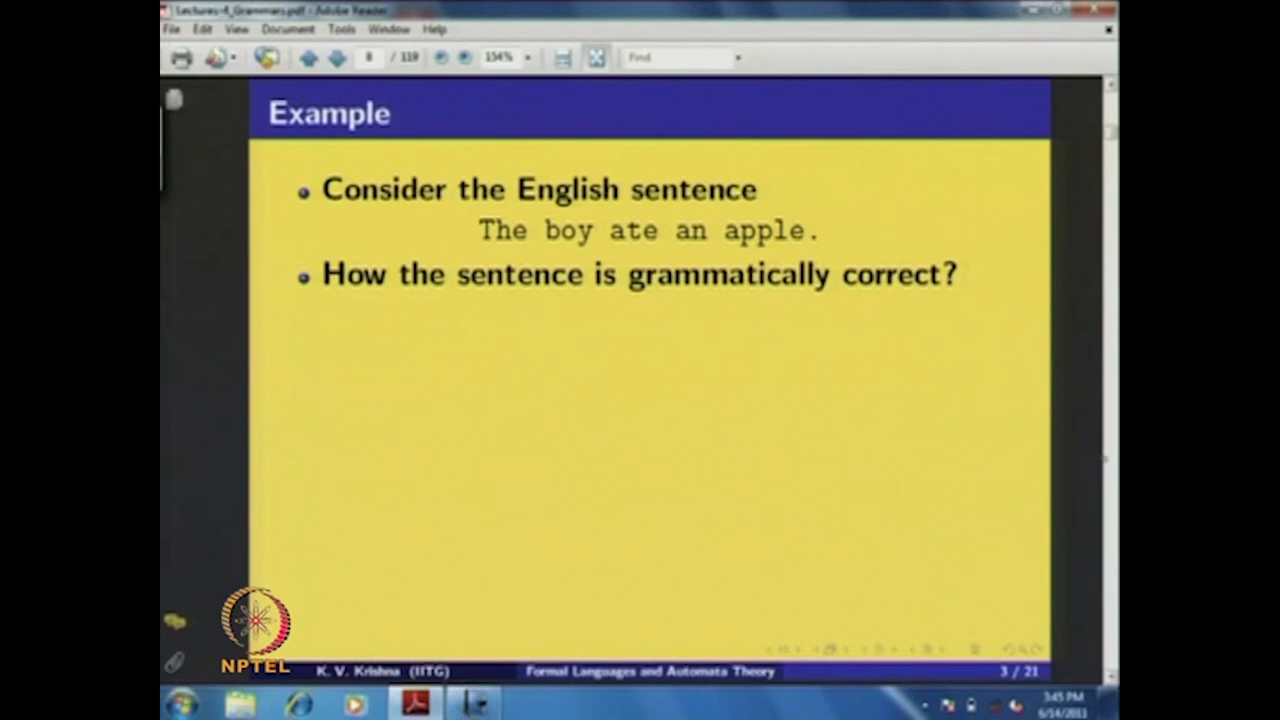 Lectures-4_Grammars.pdf - Adobe Reader
File Edit View Document Tools Window Help
8 / 119 154% Find
Example
Consider the English sentence
The boy ate an apple.
How the sentence is grammatically correct?
NPTEL
K. V. Krishna (IITG) Formal Languages and Automata Theory 3 / 21
3:45 PM
6/14/2011